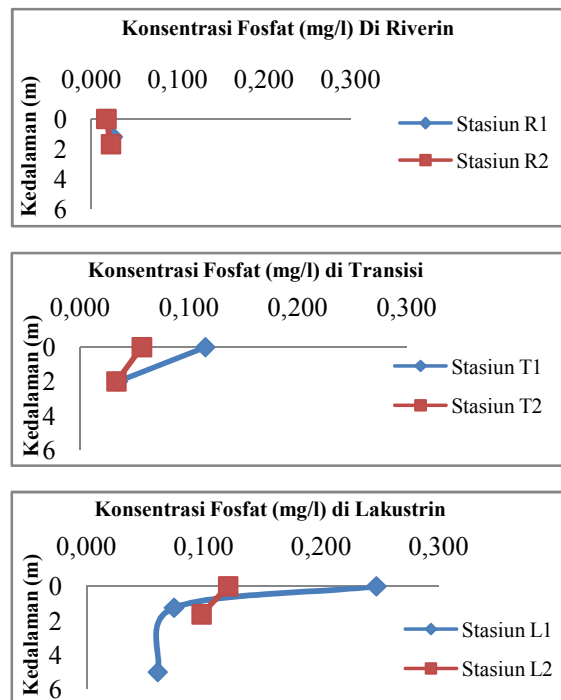 Konsentrasi Fosfat (mg/l) Di Riverin
0,000 0,100 0,200 0,300
Kedalaman (m)
0
2
4
6
Stasiun R1
Stasiun R2
Konsentrasi Fosfat (mg/l) di Transisi
0,000 0,100 0,200 0,300
Kedalaman (m)
0
2
4
6
Stasiun T1
Stasiun T2
Konsentrasi Fosfat (mg/l) di Lakustrin
0,000 0,100 0,200 0,300
Kedalaman (m)
0
2
4
6
Stasiun L1
Stasiun L2